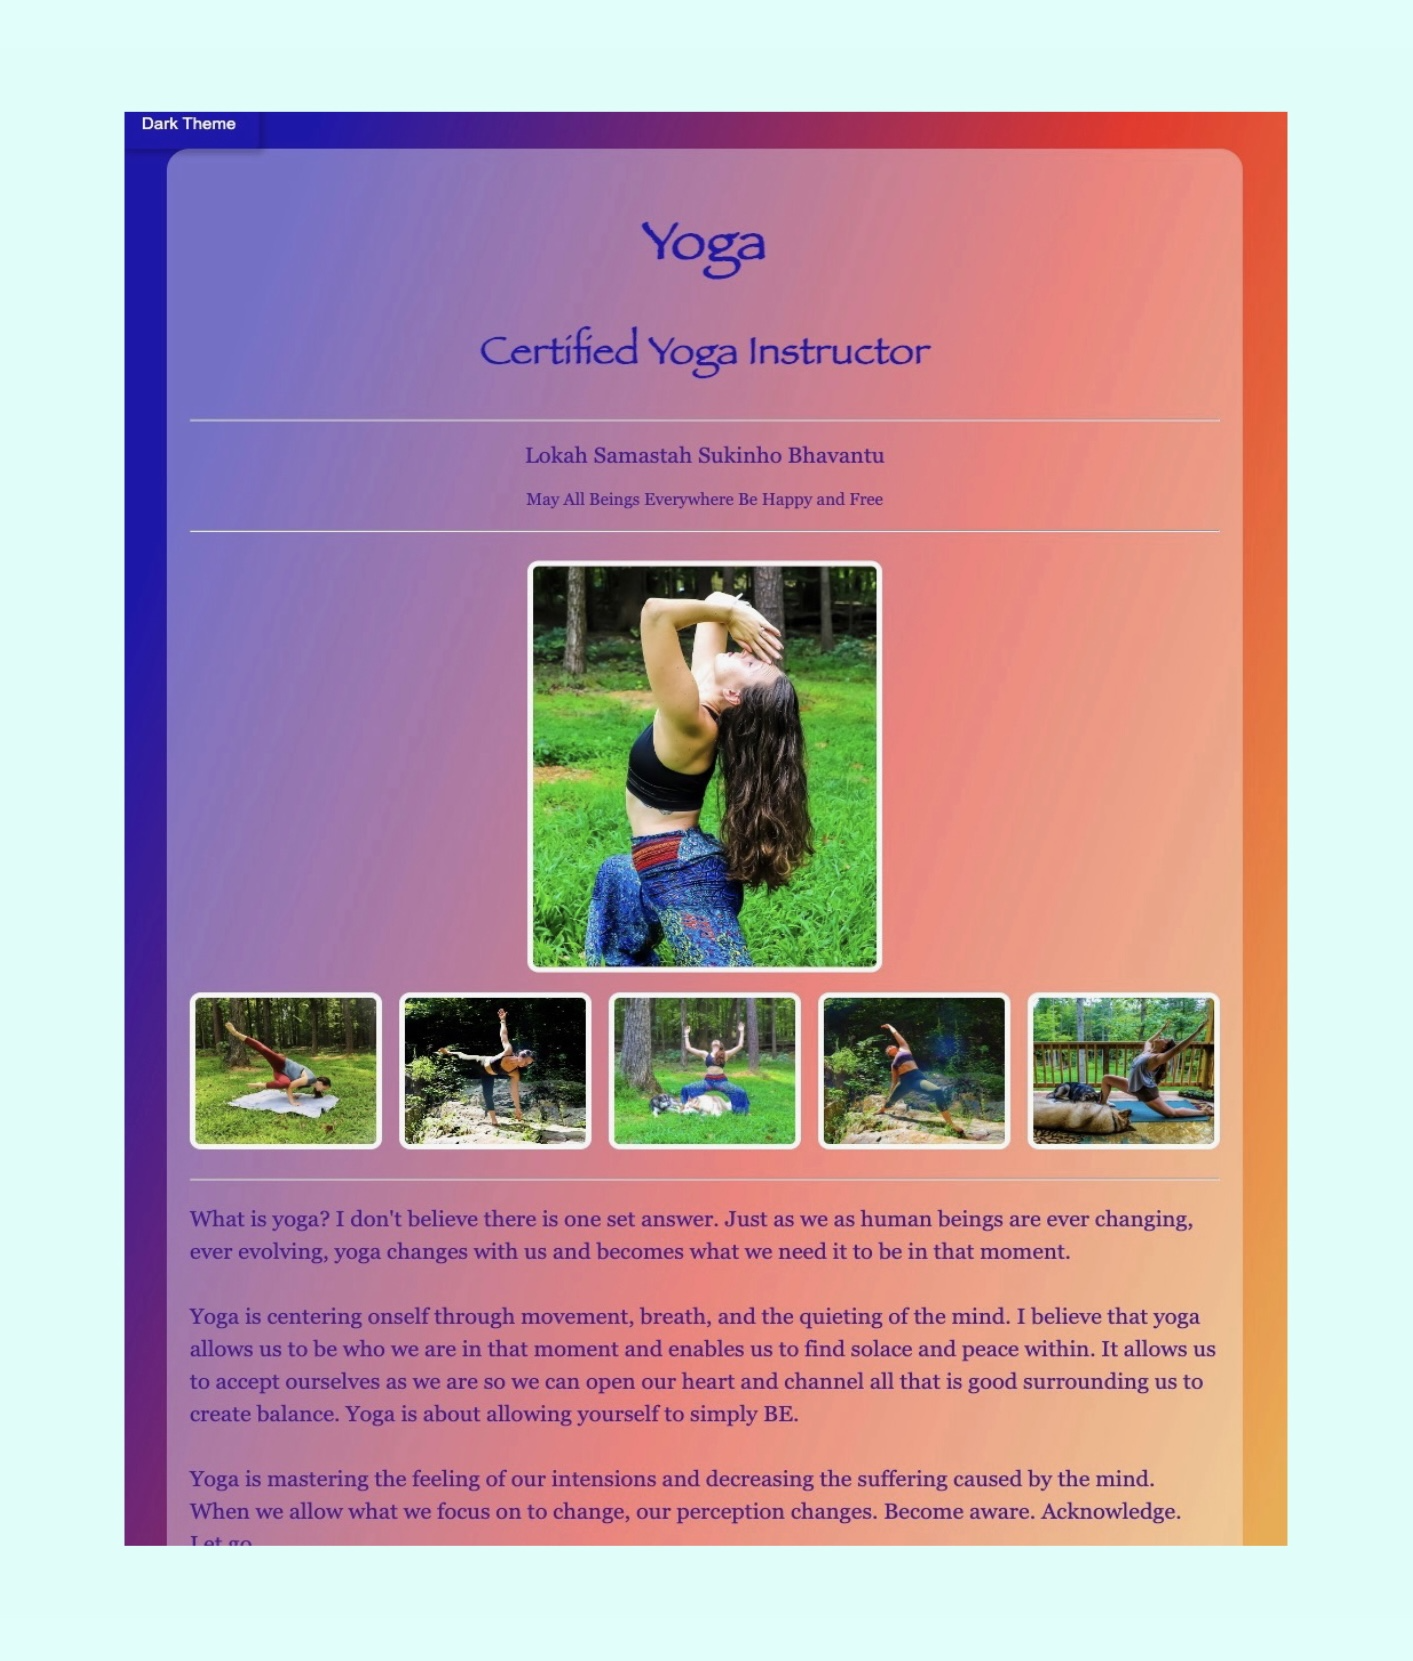 Dark Theme
Yoga
Certified Yoga Instructor
Lokah Samastah Sukinho Bhavantu
May All Beings Everywhere Be Happy and Free
What is yoga? I don't believe there is one set answer. Just as we as human beings are ever changing,
ever evolving, yoga changes with us and becomes what we need it to be in that moment.
Yoga is centering onself through movement, breath, and the quieting of the mind. I believe that yoga
allows us to be who we are in that moment and enables us to find solace and peace within. It allows us
to accept ourselves as we are so we can open our heart and channel all that is good surrounding us to
create balance. Yoga is about allowing yourself to simply BE.
Yoga is mastering the feeling of our intensions and decreasing the suffering caused by the mind.
When we allow what we focus on to change, our perception changes. Become aware. Acknowledge.
Let go